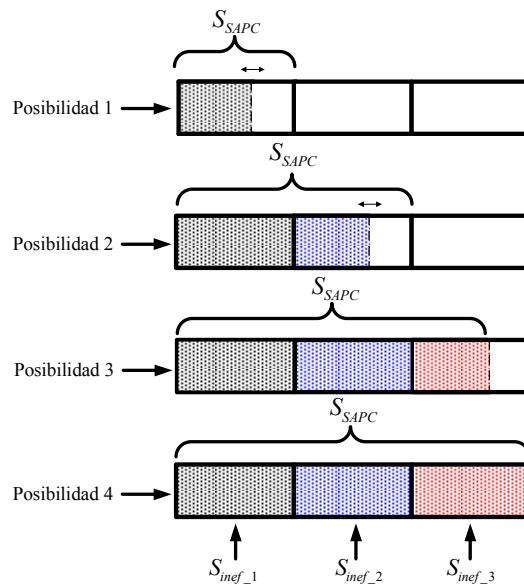 S_SAPC
Posibilidad 1
S_SAPC
Posibilidad 2
S_SAPC
Posibilidad 3
S_SAPC
Posibilidad 4
S_inef_1 S_inef_2 S_inef_3